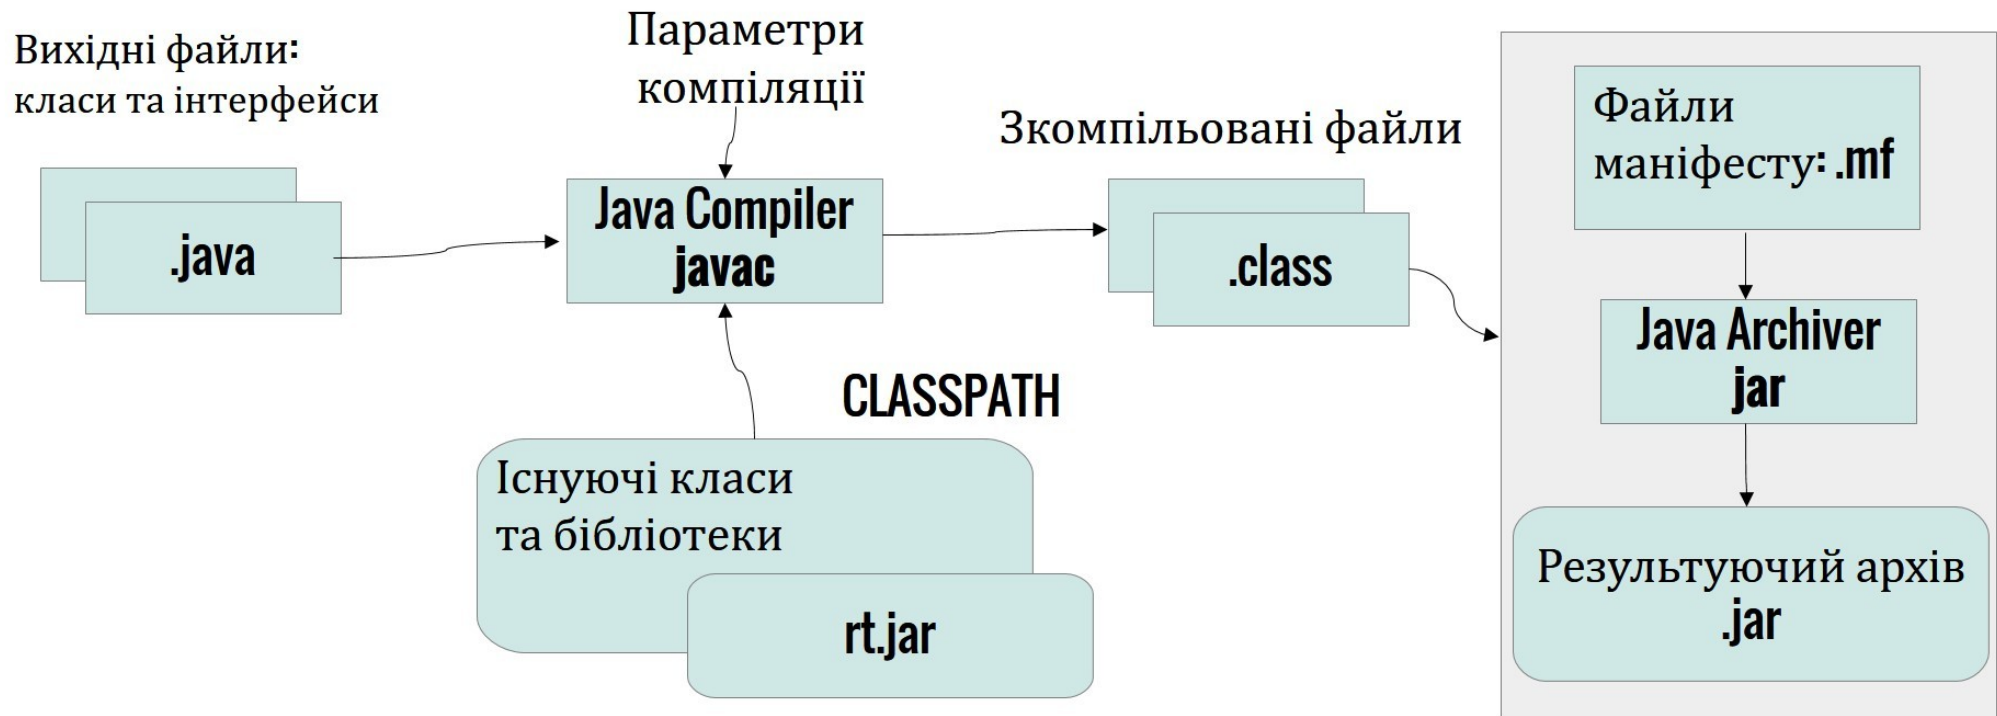 Вихідні файли:
класи та інтерфейси
.java
Параметри
компіляції
Java Compiler
javac
CLASSPATH
Існуючі класи
та бібліотеки
rt.jar
Зкомпільовані файли
.class
Файли
маніфесту: .mf
Java Archiver
jar
Результуючий архів
.jar